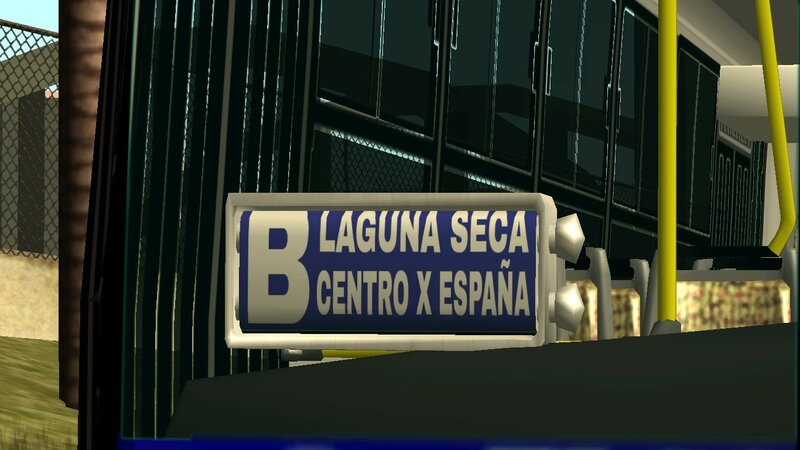 B
LAGUNA SECA
CENTRO X ESPAÑA